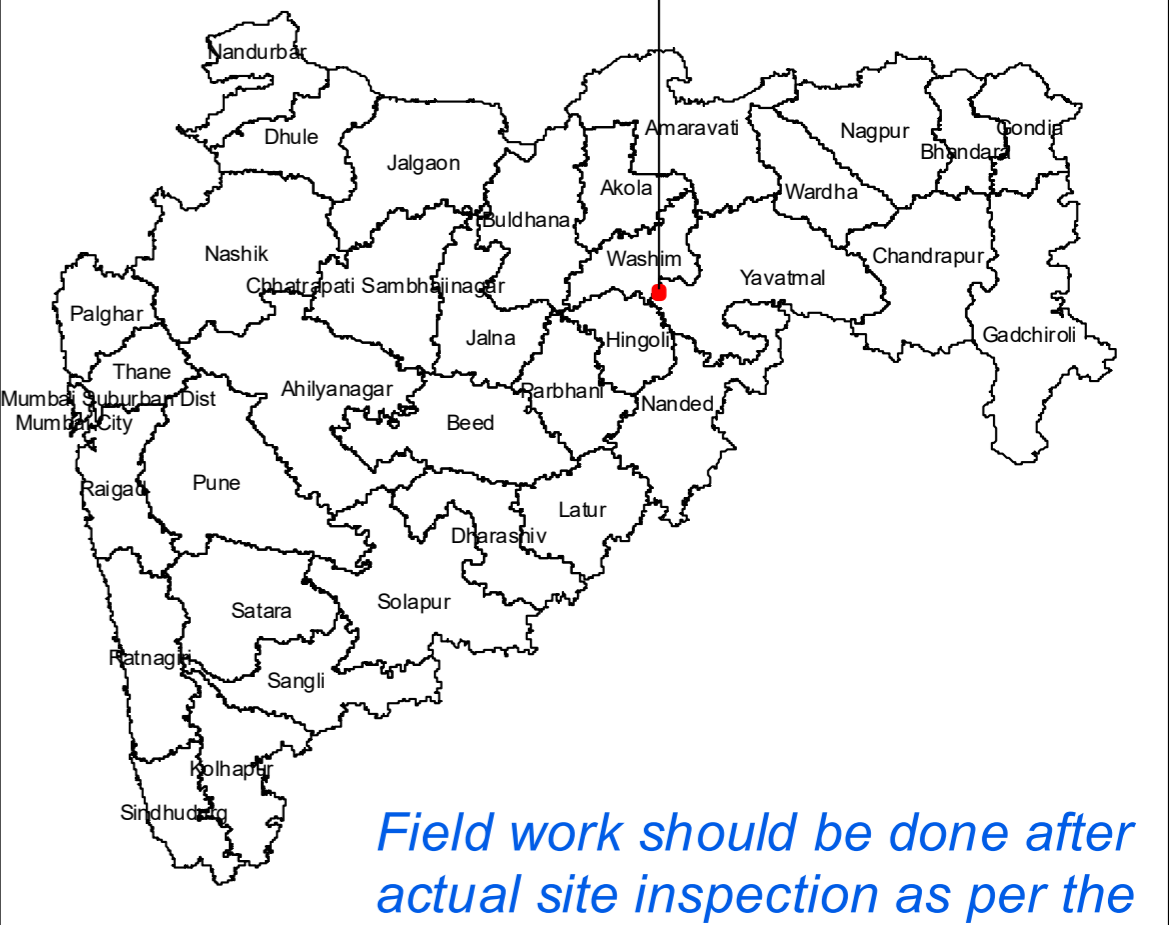 Nandurbar
Dhule
Jalgaon
Amaravati
Nagpur
Gondia
Bhandara
Akola
Wardha
Buldhana
Nashik
Washim
Chandrapur
Yavatmal
Chhatrapati Sambhajinagar
Palghar
Jalna
Hingoli
Gadchiroli
Thane
Ahilyanagar
Parbhani
Mumbai Suburban Dist
Nanded
Mumbai City
Beed
Raigad
Pune
Latur
Dharashiv
Satara
Solapur
Ratnagiri
Sangli
Kolhapur
Sindhudurg
Field work should be done after
actual site inspection as per the